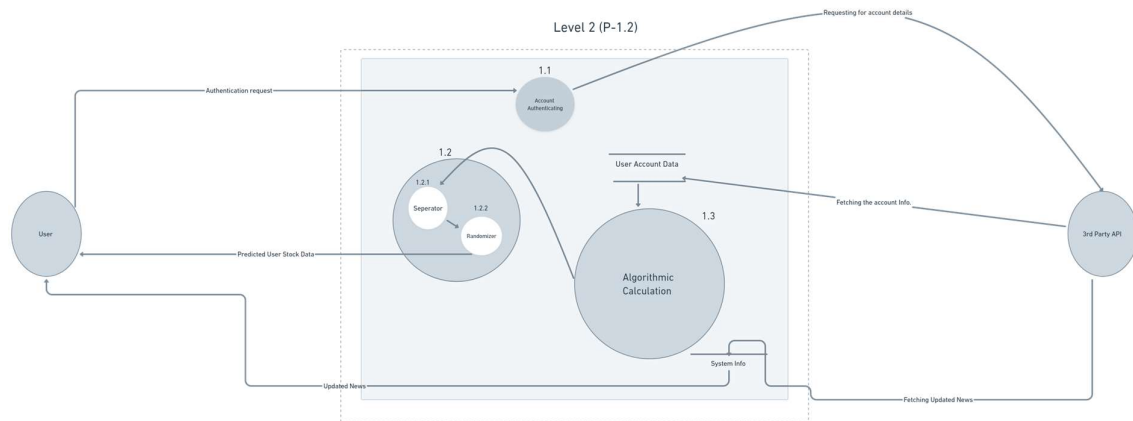 Requesting for account details
Level 2 (P-1.2)
1.1
Authentication request
Account
Authenticating
1.2
User Account Data
1.2.1
Seperator
1.2.2
Randomizer
1.3
Fetching the account Info.
User
3rd Party API
Predicted User Stock Data
Algorithmic
Calculation
System Info
Updated News
Fetching Updated News